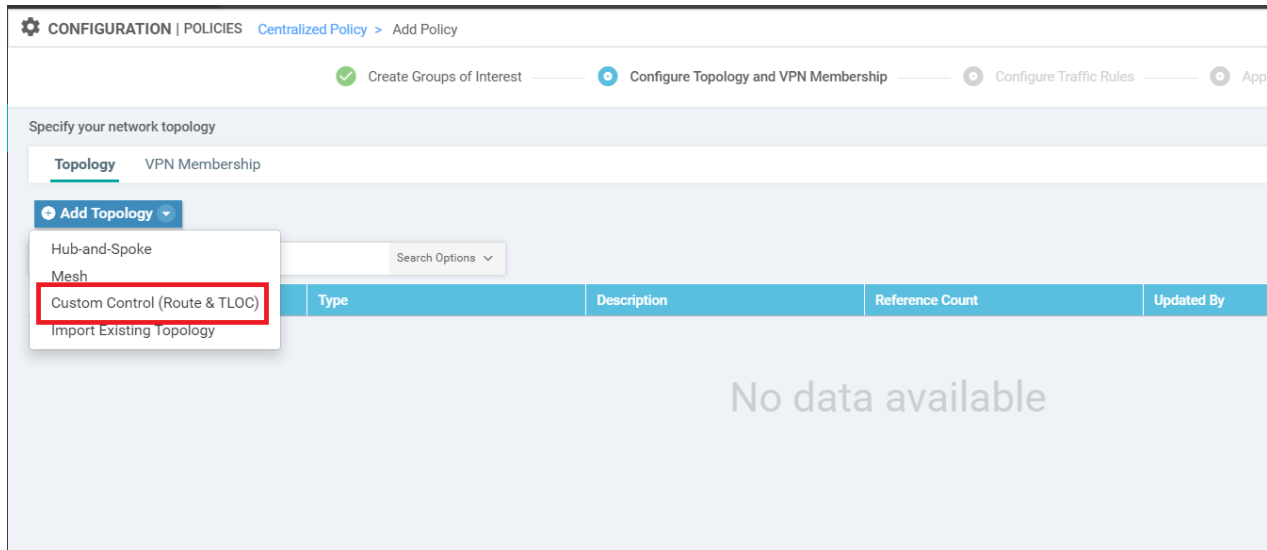 CONFIGURATION | POLICIES Centralized Policy > Add Policy
Create Groups of Interest Configure Topology and VPN Membership Configure Traffic Rules App
Specify your network topology
Topology VPN Membership
Add Topology
Hub-and-Spoke
Search Options
Mesh
Custom Control (Route & TLOC) Type Description Reference Count Updated By
Import Existing Topology
No data available